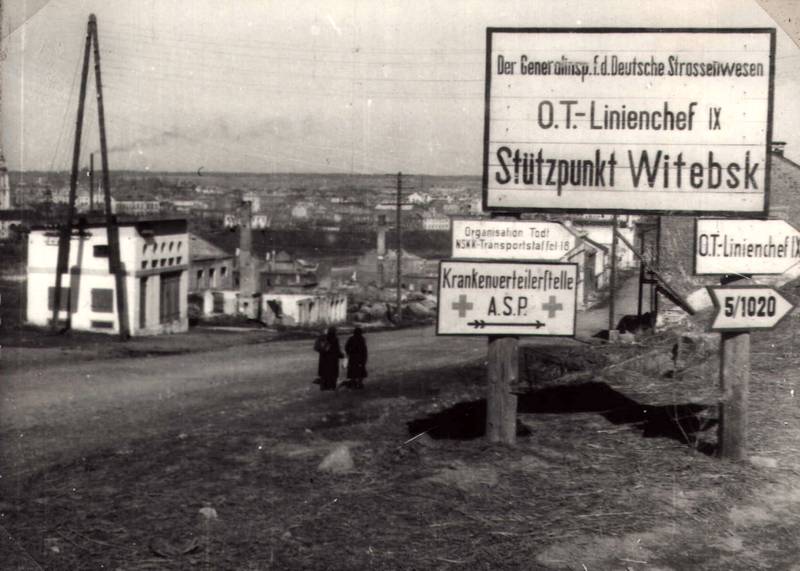 Der Generalinsp. f. d. Deutsche Strassenwesen
O.T.-Linienchef IX
Stützpunkt Witebsk
Organisation Todt
NSKK-Transportstaffel-18
Krankenverteilerstelle
A.S.P.
O.T.-Linienchef IX
5/1020